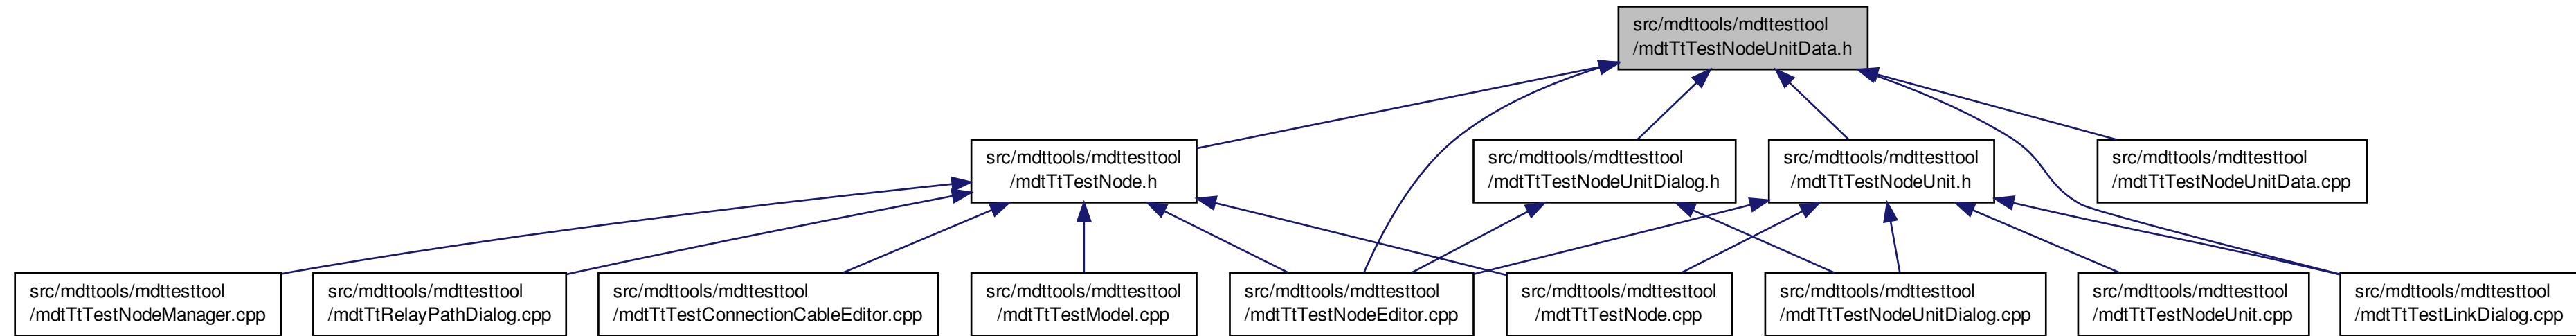 src/mdttools/mdttesttool
/mdtTtTestNodeUnitData.h
src/mdttools/mdttesttool
/mdtTtTestNode.h
src/mdttools/mdttesttool
/mdtTtTestNodeUnitDialog.h
src/mdttools/mdttesttool
/mdtTtTestNodeUnit.h
src/mdttools/mdttesttool
/mdtTtTestNodeUnitData.cpp
src/mdttools/mdttesttool
/mdtTtTestNodeManager.cpp
src/mdttools/mdttesttool
/mdtTtRelayPathDialog.cpp
src/mdttools/mdttesttool
/mdtTtTestConnectionCableEditor.cpp
src/mdttools/mdttesttool
/mdtTtTestModel.cpp
src/mdttools/mdttesttool
/mdtTtTestNodeEditor.cpp
src/mdttools/mdttesttool
/mdtTtTestNode.cpp
src/mdttools/mdttesttool
/mdtTtTestNodeUnitDialog.cpp
src/mdttools/mdttesttool
/mdtTtTestNodeUnit.cpp
src/mdttools/mdttesttool
/mdtTtTestLinkDialog.cpp